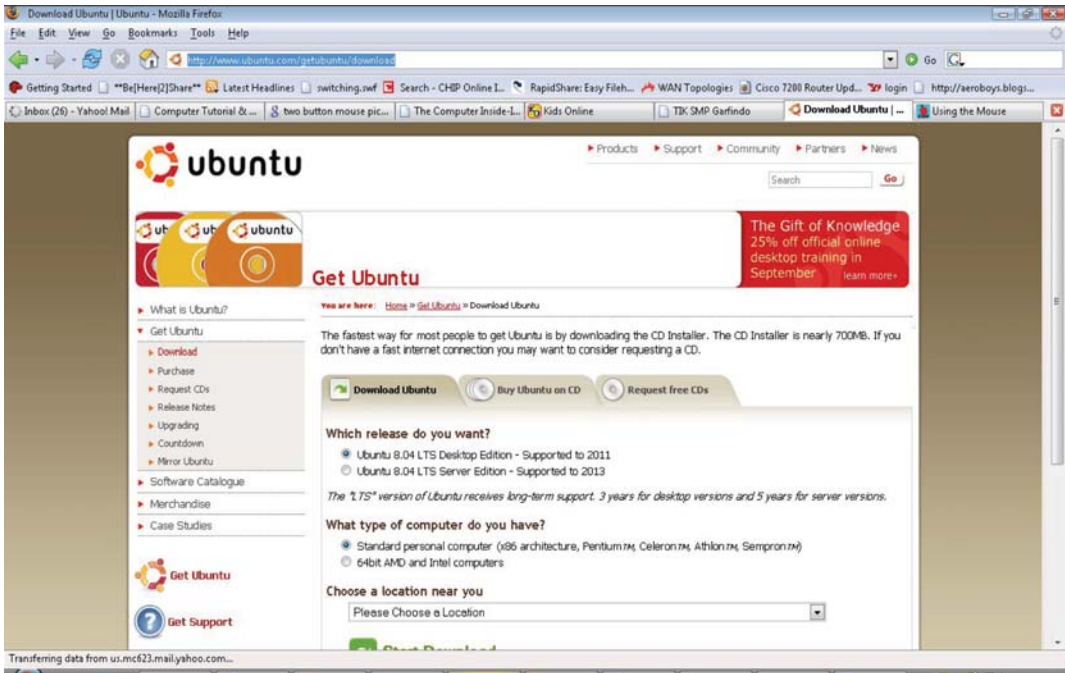 Download Ubuntu | Ubuntu - Mozilla Firefox
File Edit View Go Bookmarks Tools Help
http://www.ubuntu.com/getubuntu/download
Go
Getting Started **Be[Here|2]Share** Latest Headlines switching.swf Search - CHIP Online I... RapidShare: Easy Fileh... WAN Topologies Cisco 7200 Router Upd... login http://aeroboys.blogs...
Inbox (26) - Yahoo! Mail Computer Tutorial & ... two button mouse pic... The Computer Inside-I... Kids Online TIK SMP Garfindo Download Ubuntu | ... Using the Mouse
ubuntu
Products Support Community Partners News
Search Go
ubuntu
The Gift of Knowledge
25% off official online
desktop training in
September learn more»
Get Ubuntu
You are here: Home » Get Ubuntu » Download Ubuntu
What is Ubuntu?
Get Ubuntu
Download
Purchase
Request CDs
Release Notes
Upgrading
Countdown
Mirror Ubuntu
Software Catalogue
Merchandise
Case Studies
Get Ubuntu
Get Support
The fastest way for most people to get Ubuntu is by downloading the CD Installer. The CD Installer is nearly 700MB. If you
don't have a fast internet connection you may want to consider requesting a CD.
Download Ubuntu Buy Ubuntu on CD Request free CDs
Which release do you want?
Ubuntu 8.04 LTS Desktop Edition - Supported to 2011
Ubuntu 8.04 LTS Server Edition - Supported to 2013
The "LTS" version of Ubuntu receives long-term support. 3 years for desktop versions and 5 years for server versions.
What type of computer do you have?
Standard personal computer (x86 architecture, Pentium™, Celeron™, Athlon™, Sempron™)
64bit AMD and Intel computers
Choose a location near you
Please Choose a Location
Start Download
Transferring data from us.mc623.mail.yahoo.com...